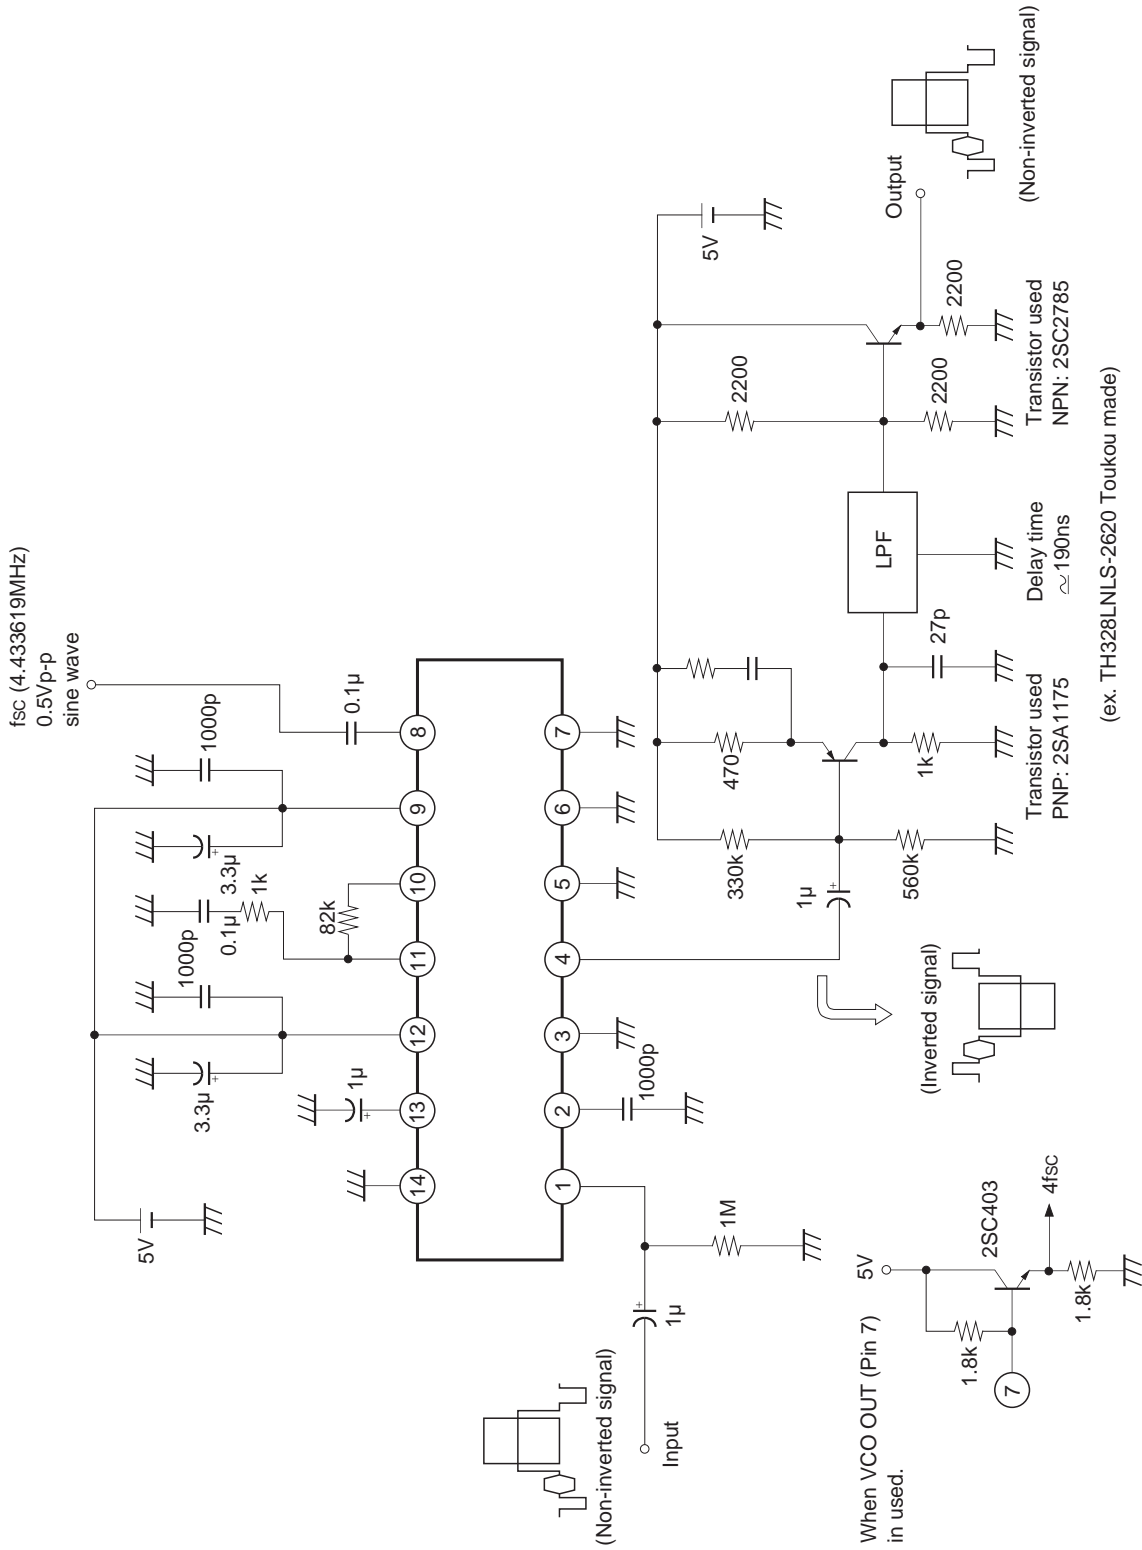 fsc (4.433619MHz)
0.5Vp-p
sine wave
5V
3.3μ
1000p
0.1μ
1k
3.3μ
1000p
1μ
82k
0.1μ
14
13
12
11
10
9
8
1
2
3
4
5
6
7
(Non-inverted signal)
Input
1μ
1M
1000p
(Inverted signal)
1μ
330k
560k
470
1k
27p
LPF
2200
2200
2200
5V
Output
(Non-inverted signal)
Transistor used
PNP: 2SA1175
Delay time
≃190ns
Transistor used
NPN: 2SC2785
(ex. TH328LNLS-2620 Toukou made)
When VCO OUT (Pin 7)
in used.
5V
1.8k
7
2SC403
4fsc
1.8k